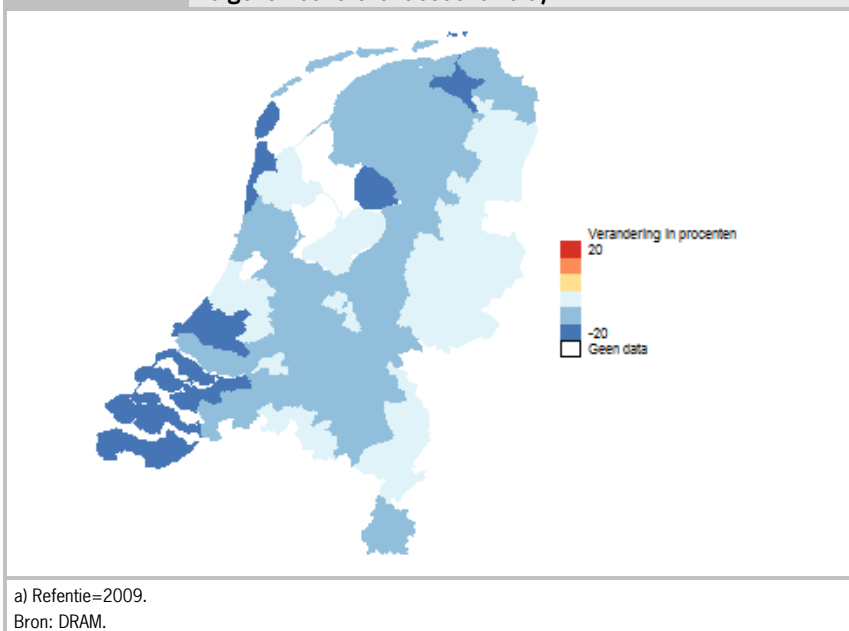 Verandering in procenten
20
-20
Geen data
a) Refentie=2009.
Bron: DRAM.